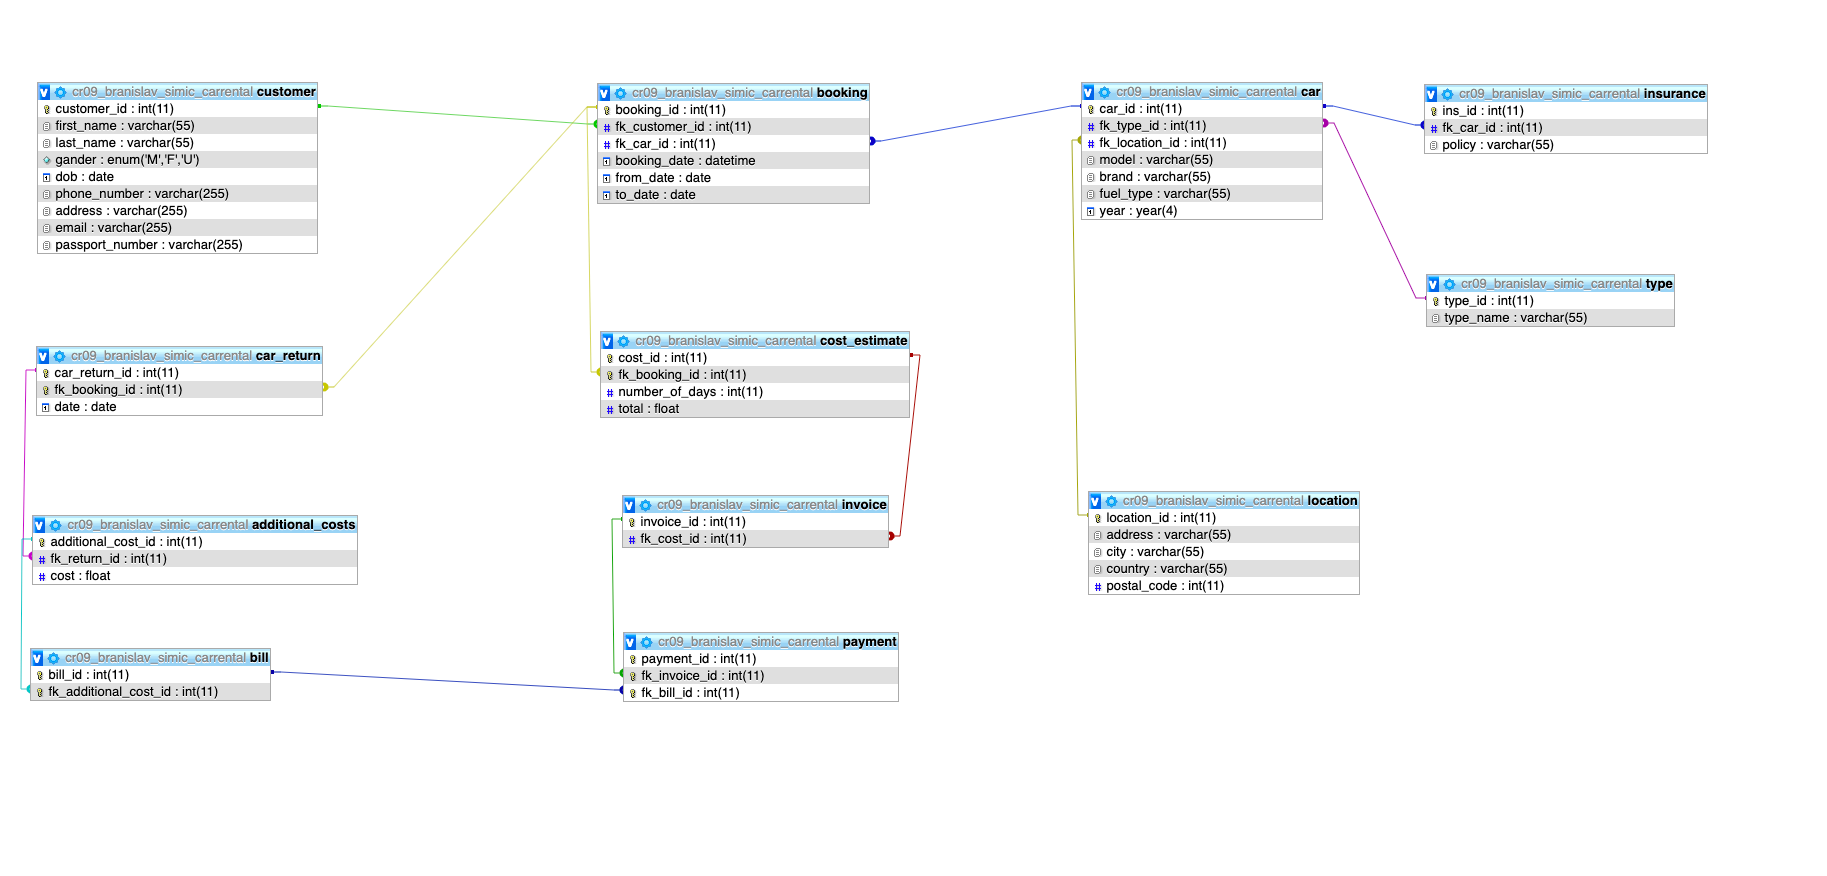 cr09_branislav_simic_carrental customer
customer_id : int(11)
first_name : varchar(55)
last_name : varchar(55)
gander : enum('M','F','U')
dob : date
phone_number : varchar(255)
address : varchar(255)
email : varchar(255)
passport_number : varchar(255)
cr09_branislav_simic_carrental booking
booking_id : int(11)
fk_customer_id : int(11)
fk_car_id : int(11)
booking_date : datetime
from_date : date
to_date : date
cr09_branislav_simic_carrental car
car_id : int(11)
fk_type_id : int(11)
fk_location_id : int(11)
model : varchar(55)
brand : varchar(55)
fuel_type : varchar(55)
year : year(4)
cr09_branislav_simic_carrental insurance
ins_id : int(11)
fk_car_id : int(11)
policy : varchar(55)
cr09_branislav_simic_carrental type
type_id : int(11)
type_name : varchar(55)
cr09_branislav_simic_carrental car_return
car_return_id : int(11)
fk_booking_id : int(11)
date : date
cr09_branislav_simic_carrental cost_estimate
cost_id : int(11)
fk_booking_id : int(11)
number_of_days : int(11)
total : float
cr09_branislav_simic_carrental location
location_id : int(11)
address : varchar(55)
city : varchar(55)
country : varchar(55)
postal_code : int(11)
cr09_branislav_simic_carrental additional_costs
additional_cost_id : int(11)
fk_return_id : int(11)
cost : float
cr09_branislav_simic_carrental invoice
invoice_id : int(11)
fk_cost_id : int(11)
cr09_branislav_simic_carrental bill
bill_id : int(11)
fk_additional_cost_id : int(11)
cr09_branislav_simic_carrental payment
payment_id : int(11)
fk_invoice_id : int(11)
fk_bill_id : int(11)